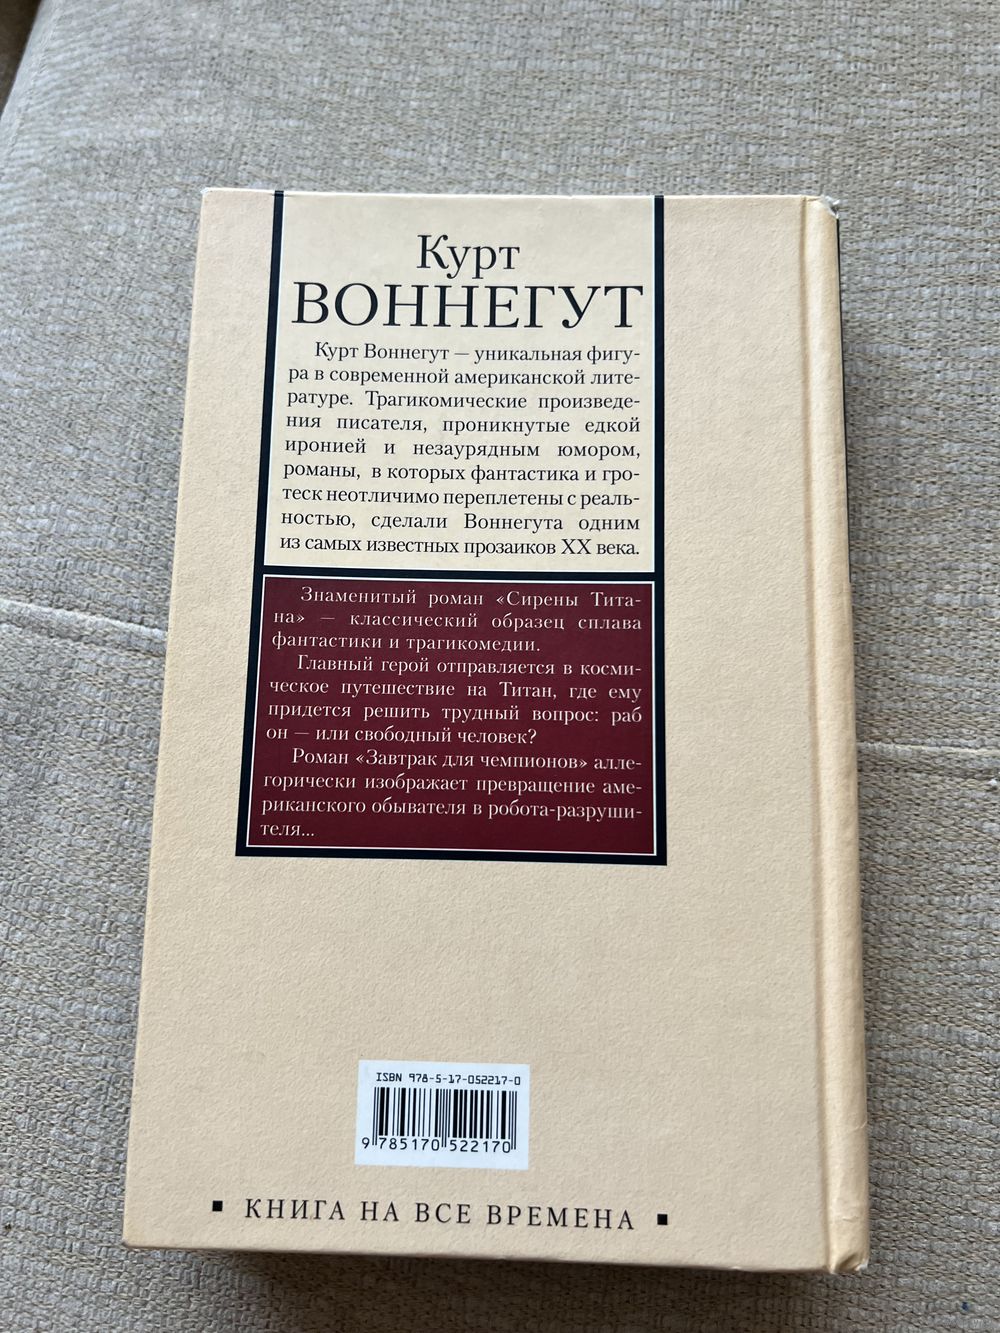 Курт
ВОННЕГУТ
Курт Воннегут — уникальная фигу-
ра в современной американской лите-
ратуре. Трагикомические произведе-
ния писателя, проникнутые едкой
иронией и незаурядным юмором,
романы, в которых фантастика и гро-
теск неотличимо переплетены с реаль-
ностью, сделали Воннегута одним
из самых известных прозаиков XX века.
Знаменитый роман «Сирены Тита-
на» — классический образец сплава
фантастики и трагикомедии.
Главный герой отправляется в косми-
ческое путешествие на Титан, где ему
придется решить трудный вопрос: раб
он — или свободный человек?
Роман «Завтрак для чемпионов» алле-
горически изображает превращение аме-
риканского обывателя в робота-разруши-
теля...
ISBN 978-5-17-052217-0
9 785170 522170
▪ КНИГА НА ВСЕ ВРЕМЕНА ▪